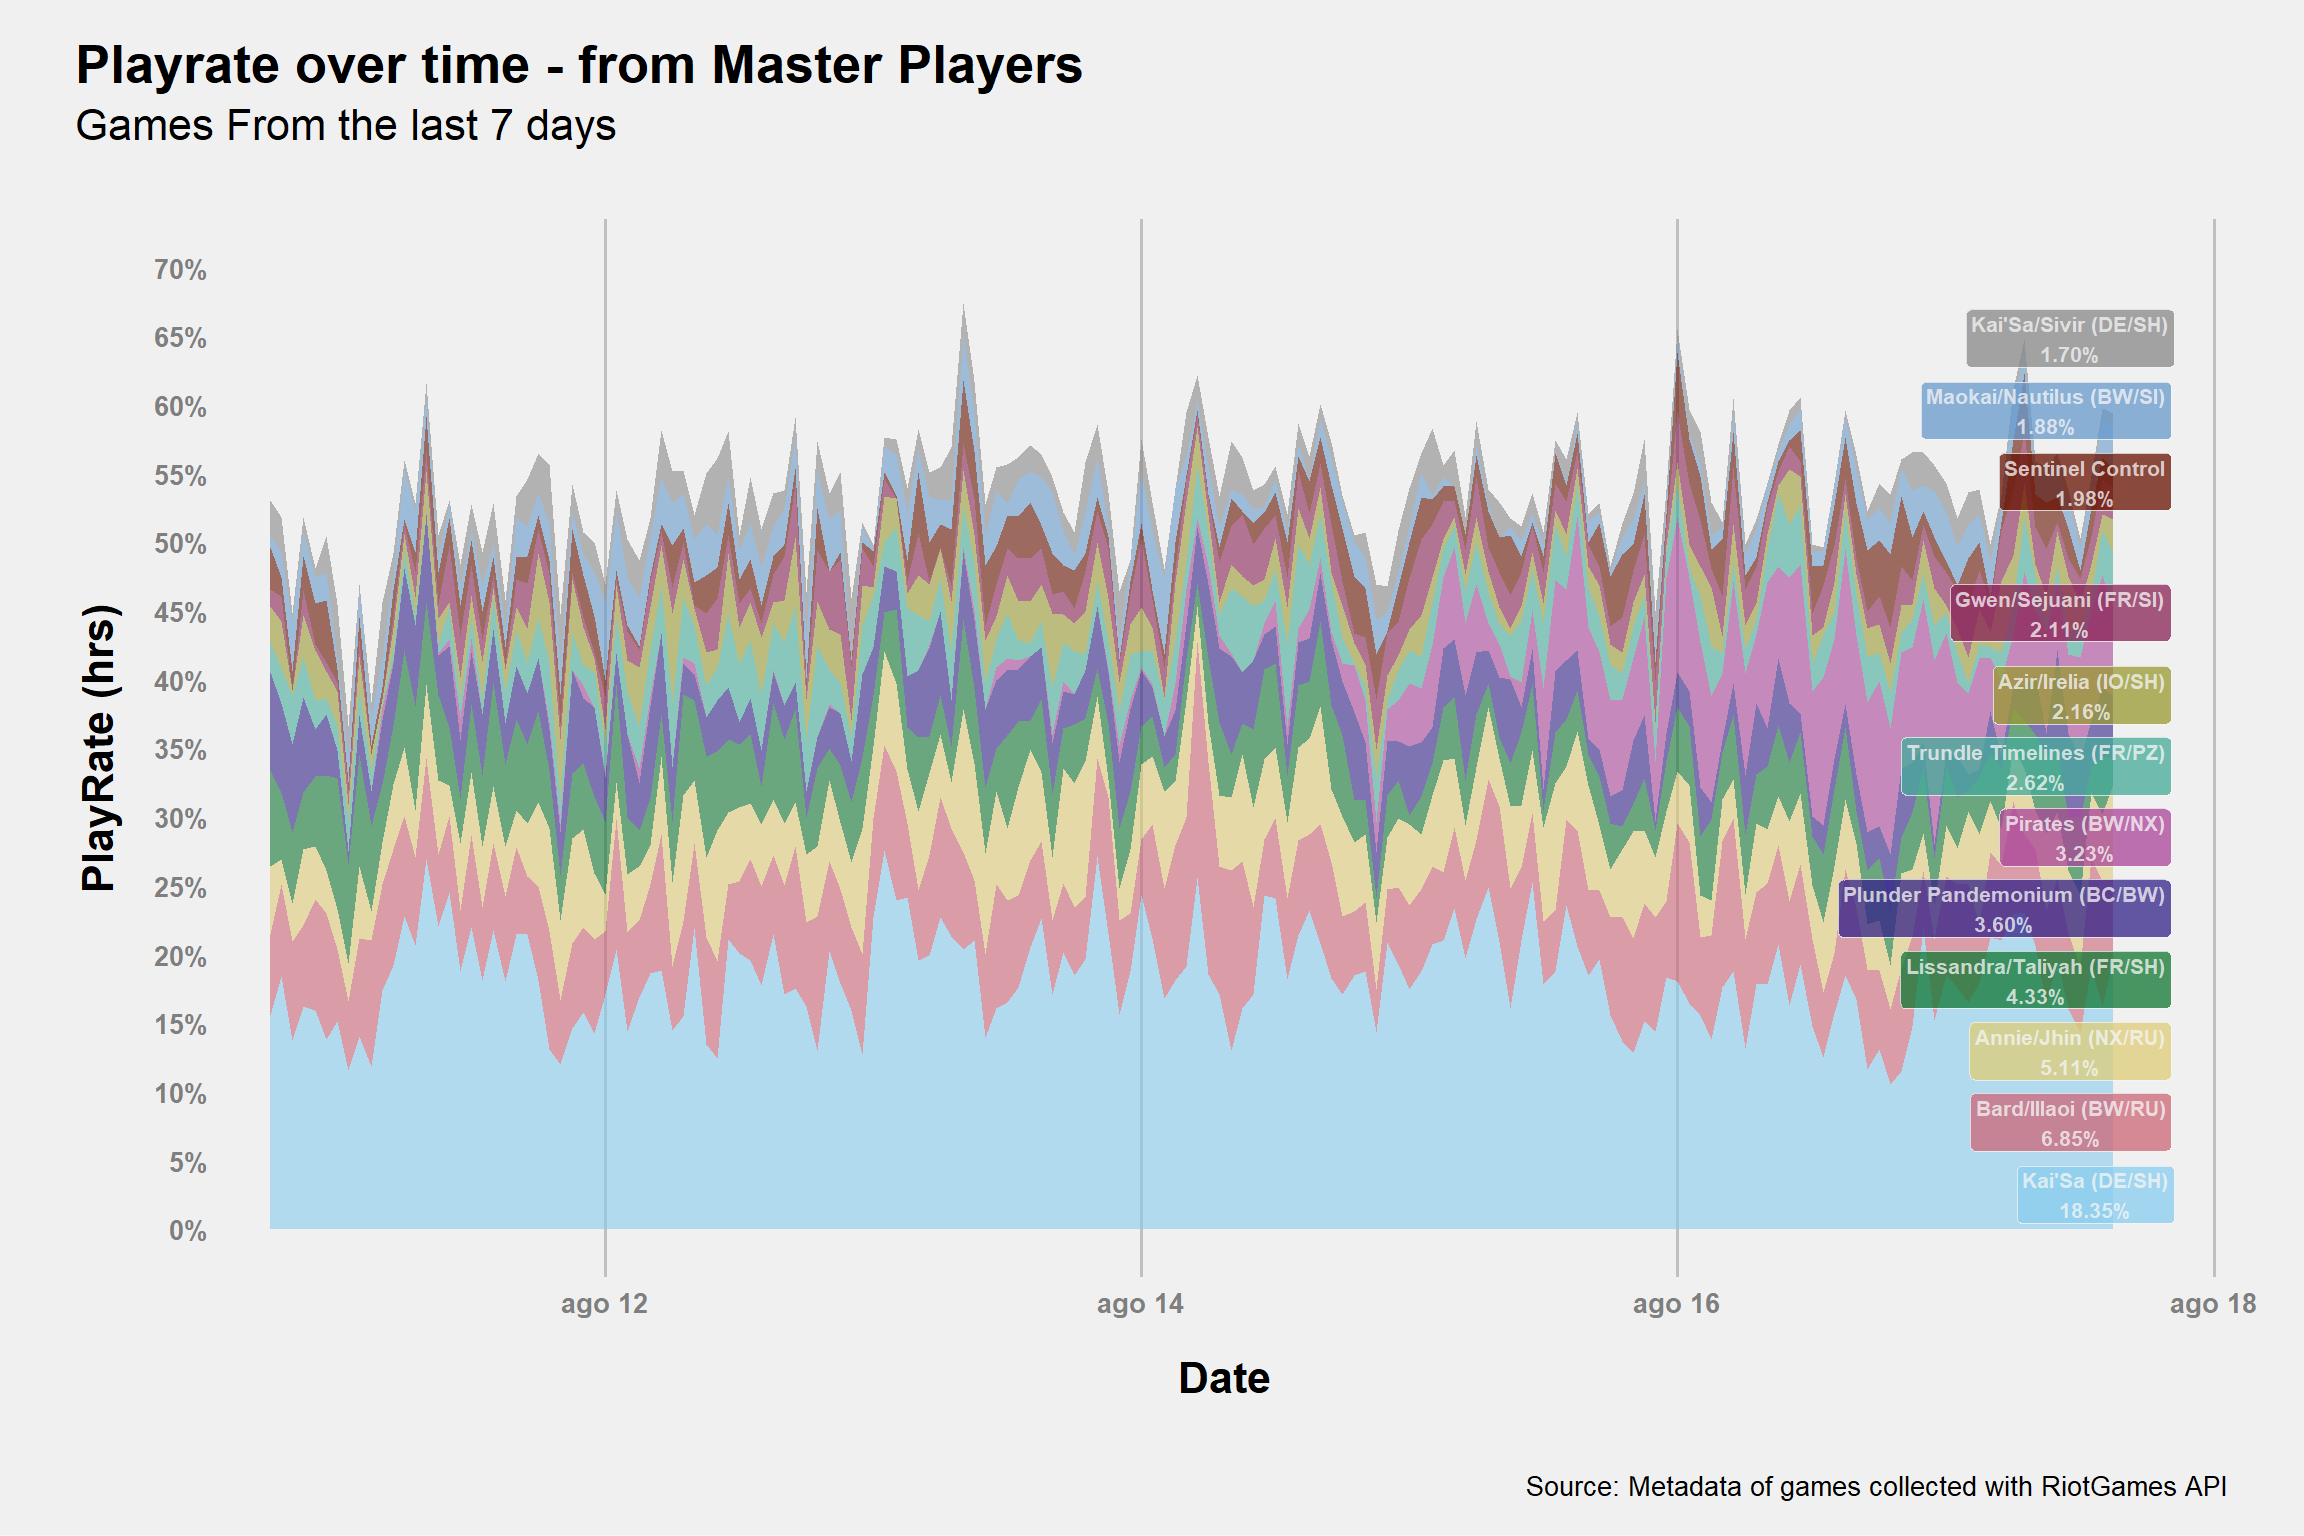 Playrate over time - from Master Players
Games From the last 7 days
PlayRate (hrs)
70%
65%
60%
55%
50%
45%
40%
35%
30%
25%
20%
15%
10%
5%
0%
Kai'Sa/Sivir (DE/SH)
1.70%
Maokai/Nautilus (BW/SI)
1.88%
Sentinel Control
1.98%
Gwen/Sejuani (FR/SI)
2.11%
Azir/Irelia (IO/SH)
2.16%
Trundle Timelines (FR/PZ)
2.62%
Pirates (BW/NX)
3.23%
Plunder Pandemonium (BC/BW)
3.60%
Lissandra/Taliyah (FR/SH)
4.33%
Annie/Jhin (NX/RU)
5.11%
Bard/Illaoi (BW/RU)
6.85%
Kai'Sa (DE/SH)
18.35%
ago 12
ago 14
ago 16
ago 18
Date
Source: Metadata of games collected with RiotGames API